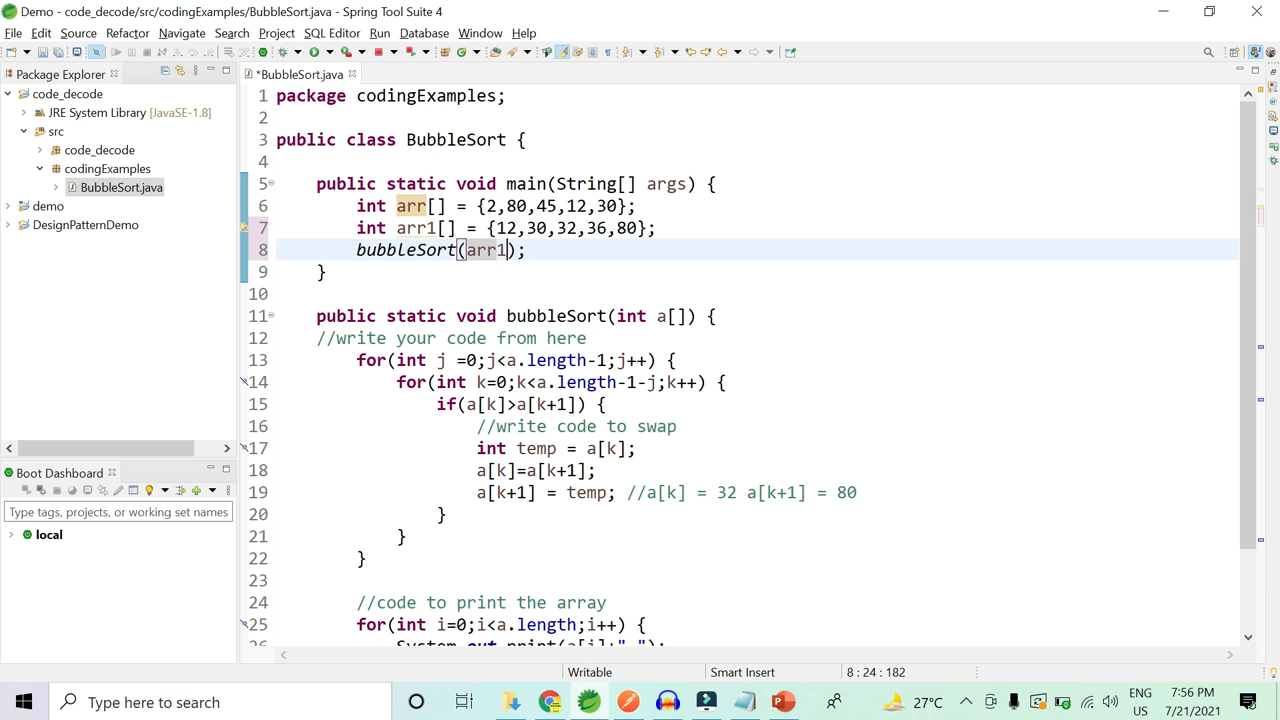 Demo - code_decode/src/codingExamples/BubbleSort.java - Spring Tool Suite 4
File Edit Source Refactor Navigate Search Project SQL Editor Run Database Window Help
Package Explorer
code_decode
JRE System Library [JavaSE-1.8]
src
code_decode
codingExamples
BubbleSort.java
demo
DesignPatternDemo
Boot Dashboard
Type tags, projects, or working set names
local
*BubbleSort.java
1 package codingExamples;
2
3 public class BubbleSort {
4
5 public static void main(String[] args) {
6 int arr[] = {2,80,45,12,30};
7 int arr1[] = {12,30,32,36,80};
8 bubbleSort(arr1);
9 }
10
11 public static void bubbleSort(int a[]) {
12 //write your code from here
13 for(int j =0;j<a.length-1;j++) {
14 for(int k=0;k<a.length-1-j;k++) {
15 if(a[k]>a[k+1]) {
16 //write code to swap
17 int temp = a[k];
18 a[k]=a[k+1];
19 a[k+1] = temp; //a[k] = 32 a[k+1] = 80
20 }
21 }
22 }
23
24 //code to print the array
25 for(int i=0;i<a.length;i++) {
26 System.out.print(a[i]+" ");
Writable Smart Insert 8 : 24 : 182
Type here to search
27°C
ENG
US
7:56 PM
7/21/2021